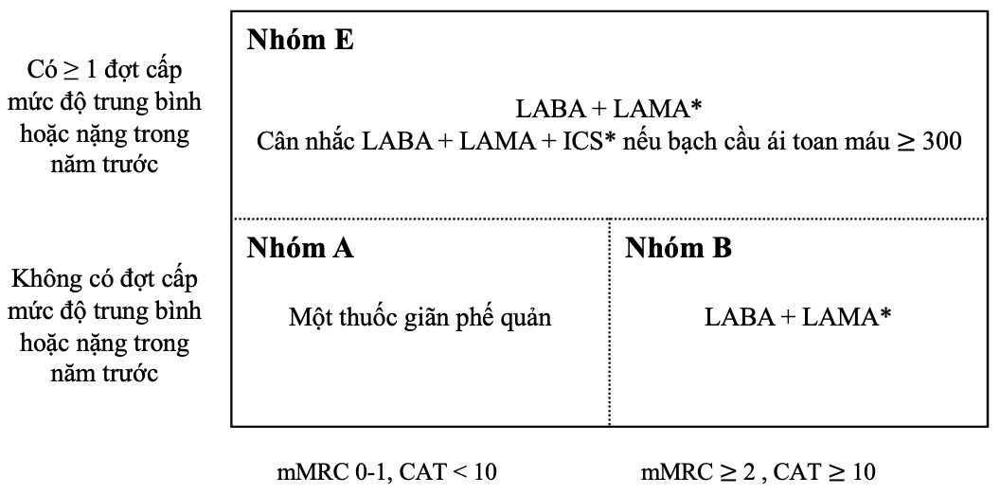 Nhóm E
Có ≥ 1 đợt cấp
mức độ trung bình
hoặc nặng trong
năm trước
LABA + LAMA*
Cân nhắc LABA + LAMA + ICS* nếu bạch cầu ái toan máu ≥ 300
Nhóm A
Nhóm B
Không có đợt cấp
mức độ trung bình
hoặc nặng trong
năm trước
Một thuốc giãn phế quản
LABA + LAMA*
mMRC 0-1, CAT < 10
mMRC ≥ 2 , CAT ≥ 10